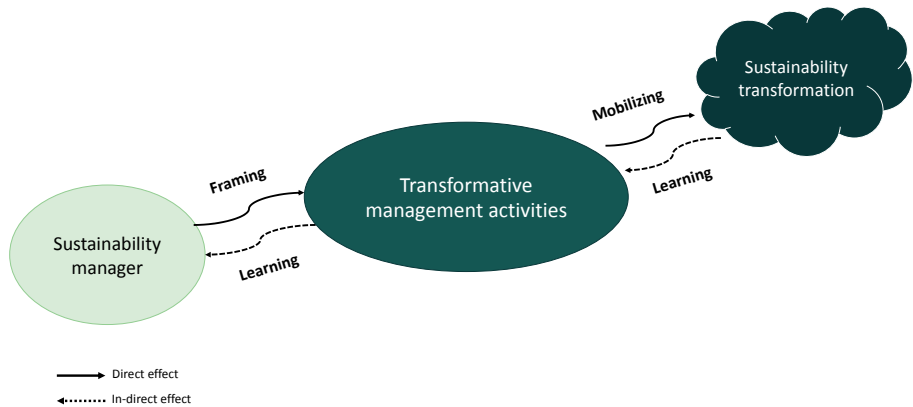 Sustainability
transformation
Mobilizing
Learning
Framing
Transformative
management activities
Sustainability
manager
Learning
Direct effect
In-direct effect